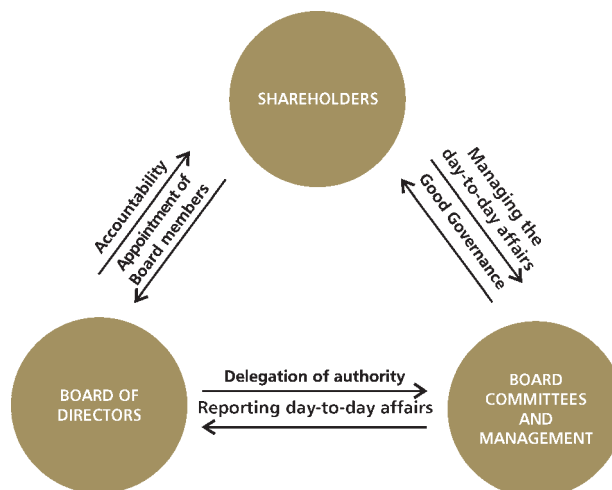 SHAREHOLDERS
Accountability
Appointment of
Board members
Managing the
day-to-day affairs
Good Governance
BOARD OF
DIRECTORS
Delegation of authority
Reporting day-to-day affairs
BOARD
COMMITTEES
AND
MANAGEMENT